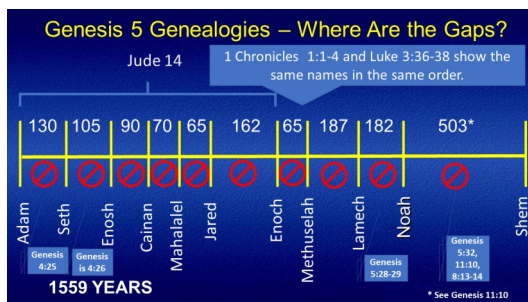 Genesis 5 Genealogies – Where Are the Gaps?
Jude 14
1 Chronicles 1:1-4 and Luke 3:36-38 show the
same names in the same order.
130 105 90 70 65 162 65 187 182 503*
Adam
Seth
Enosh
Cainan
Mahalalel
Jared
Enoch
Methuselah
Lamech
Noah
Shem
Genesis
4:25
Genesis
is 4:26
Genesis
5:28-29
Genesis
5:32,
11:10,
8:13-14
1559 YEARS
* See Genesis 11:10